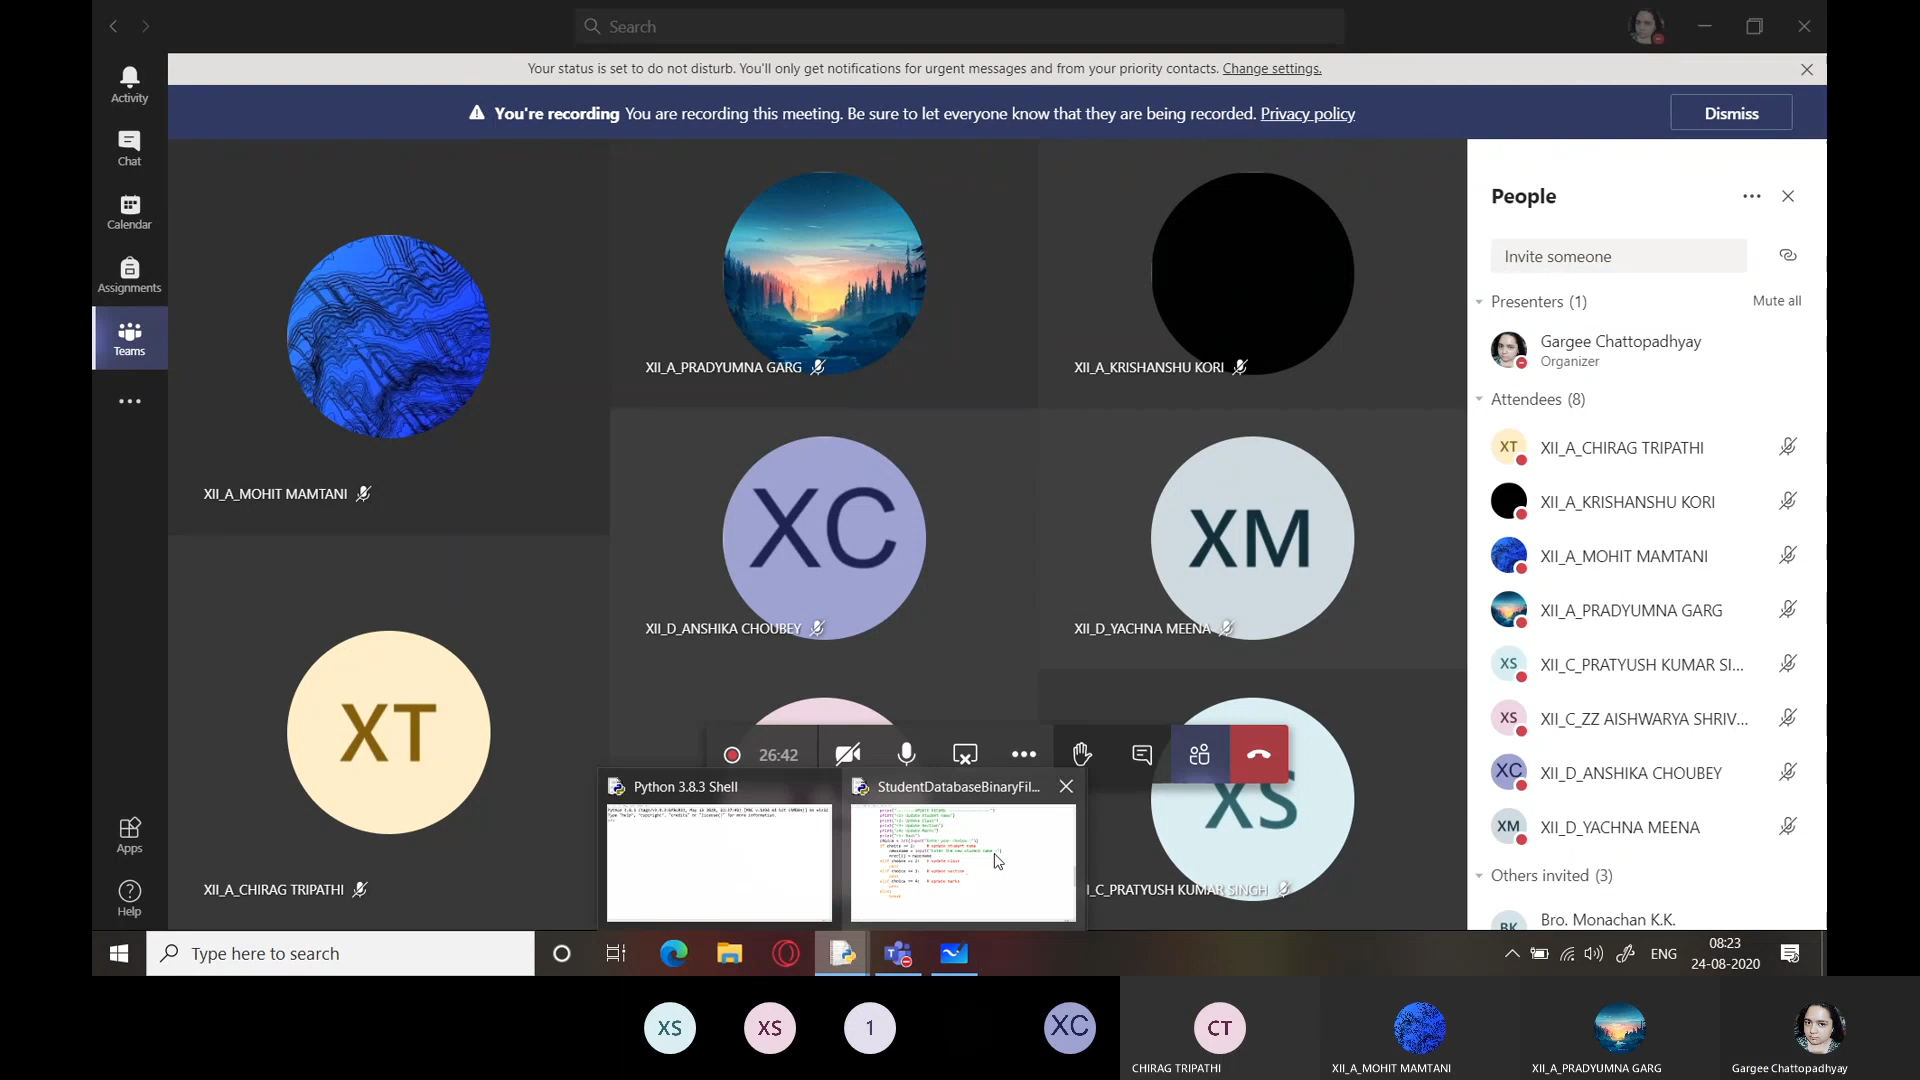 Search
Your status is set to do not disturb. You'll only get notifications for urgent messages and from your priority contacts. Change settings.
Activity
You're recording You are recording this meeting. Be sure to let everyone know that they are being recorded. Privacy policy
Dismiss
Chat
Calendar
Assignments
Teams
Apps
Help
XII_A_MOHIT MAMTANI
XII_A_PRADYUMNA GARG
XII_A_KRISHANSHU KORI
XC
XII_D_ANSHIKA CHOUBEY
XM
XII_D_YACHNA MEENA
XT
XII_A_CHIRAG TRIPATHI
XS
I_C_PRATYUSH KUMAR SINGH
26:42
Python 3.8.3 Shell
StudentDatabaseBinaryFil...
People
Invite someone
Presenters (1)
Mute all
Gargee Chattopadhyay
Organizer
Attendees (8)
XT
XII_A_CHIRAG TRIPATHI
XII_A_KRISHANSHU KORI
XII_A_MOHIT MAMTANI
XII_A_PRADYUMNA GARG
XS
XII_C_PRATYUSH KUMAR SI...
XS
XII_C_ZZ AISHWARYA SHRIV...
XC
XII_D_ANSHIKA CHOUBEY
XM
XII_D_YACHNA MEENA
Others invited (3)
BK
Bro. Monachan K.K.
Type here to search
ENG
08:23
24-08-2020
XS
XS
1
XC
CT
CHIRAG TRIPATHI
XII_A_MOHIT MAMTANI
XII_A_PRADYUMNA GARG
Gargee Chattopadhyay